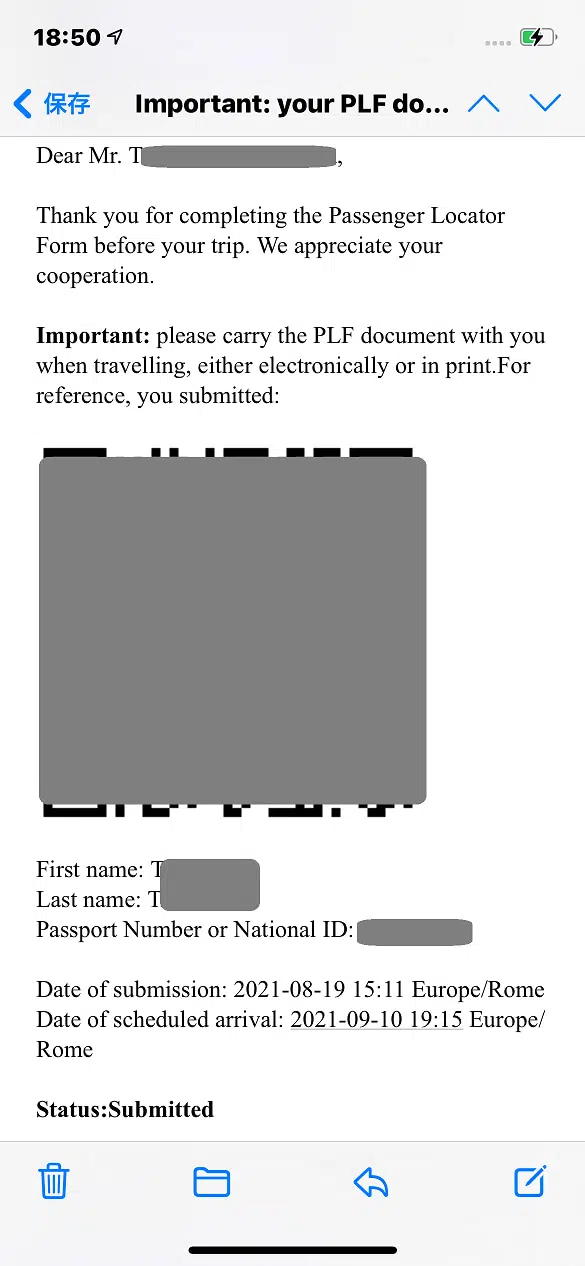 18:50
保存 Important: your PLF do...
Dear Mr. T,
Thank you for completing the Passenger Locator
Form before your trip. We appreciate your
cooperation.
Important: please carry the PLF document with you
when travelling, either electronically or in print.For
reference, you submitted:
First name: T
Last name: T
Passport Number or National ID:
Date of submission: 2021-08-19 15:11 Europe/Rome
Date of scheduled arrival: 2021-09-10 19:15 Europe/
Rome
Status:Submitted